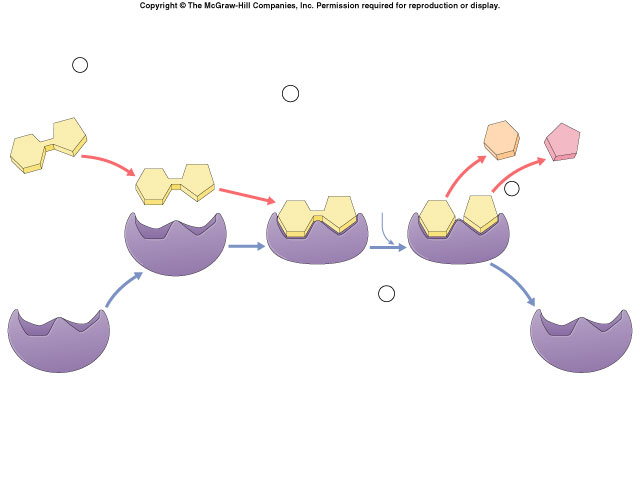 Copyright © The McGraw-Hill Companies, Inc. Permission required for reproduction or display.